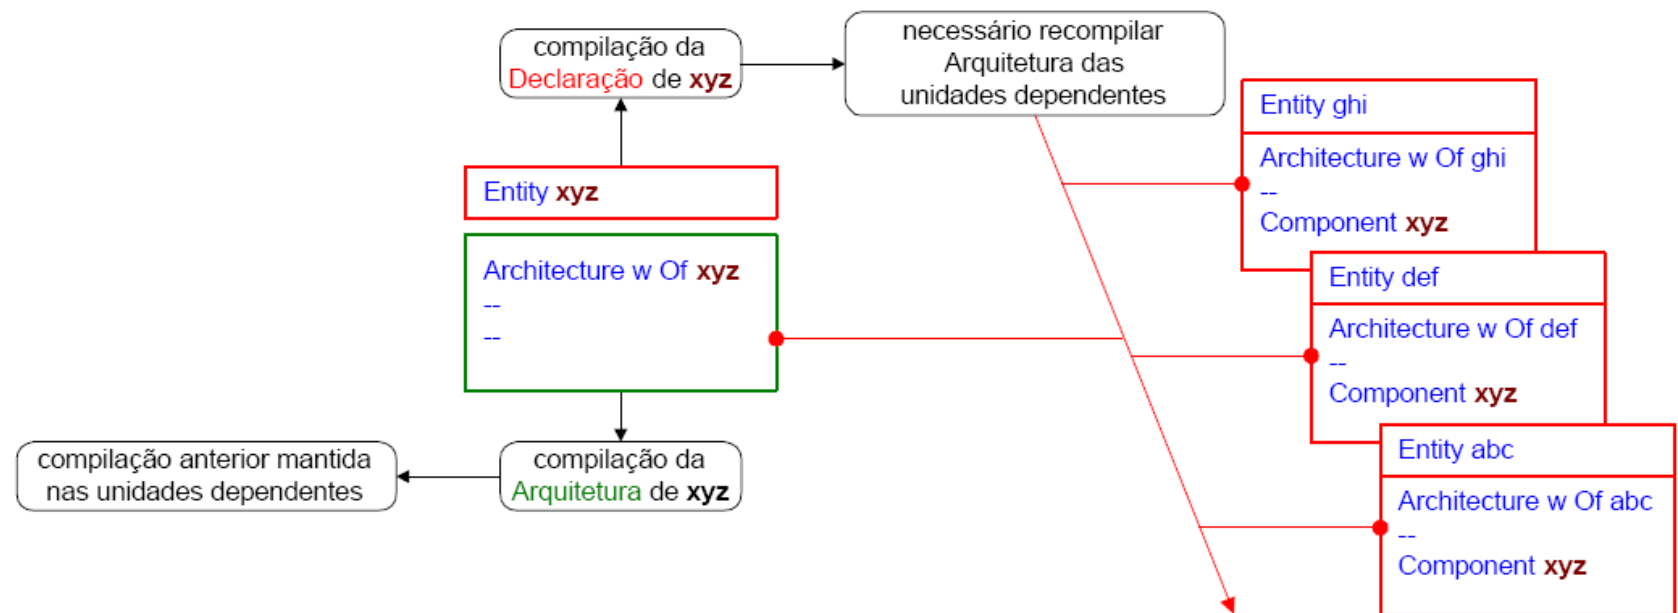 compilação da
Declaração de xyz
necessário recompilar
Arquitetura das
unidades dependentes
Entity xyz
Architecture w Of xyz
--
--
compilação da
Arquitetura de xyz
compilação anterior mantida
nas unidades dependentes
Entity ghi
Architecture w Of ghi
--
Component xyz
Entity def
Architecture w Of def
--
Component xyz
Entity abc
Architecture w Of abc
--
Component xyz